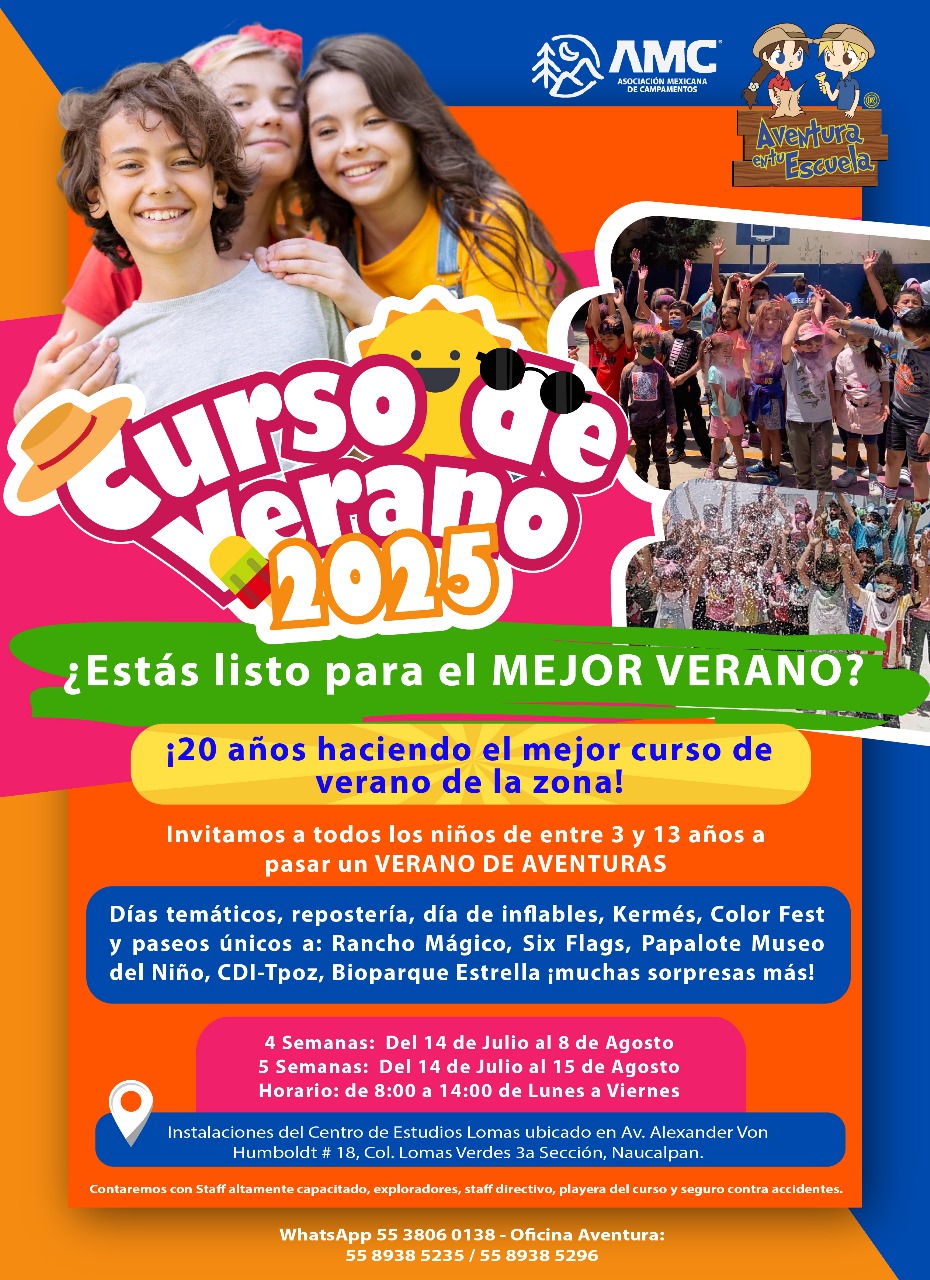 AMC
ASOCIACIÓN MEXICANA
DE CAMPAMENTOS
Aventura
en tu
Escuela
Curso de
Verano
2025
¿Estás listo para el MEJOR VERANO?
¡20 años haciendo el mejor curso de
verano de la zona!
Invitamos a todos los niños de entre 3 y 13 años a
pasar un VERANO DE AVENTURAS
Días temáticos, repostería, día de inflables, Kermés, Color Fest
y paseos únicos a: Rancho Mágico, Six Flags, Papalote Museo
del Niño, CDI-Tpoz, Bioparque Estrella ¡muchas sorpresas más!
4 Semanas: Del 14 de Julio al 8 de Agosto
5 Semanas: Del 14 de Julio al 15 de Agosto
Horario: de 8:00 a 14:00 de Lunes a Viernes
Instalaciones del Centro de Estudios Lomas ubicado en Av. Alexander Von
Humboldt # 18, Col. Lomas Verdes 3a Sección, Naucalpan.
Contaremos con Staff altamente capacitado, exploradores, staff directivo, playera del curso y seguro contra accidentes.
WhatsApp 55 3806 0138 - Oficina Aventura:
55 8938 5235 / 55 8938 5296